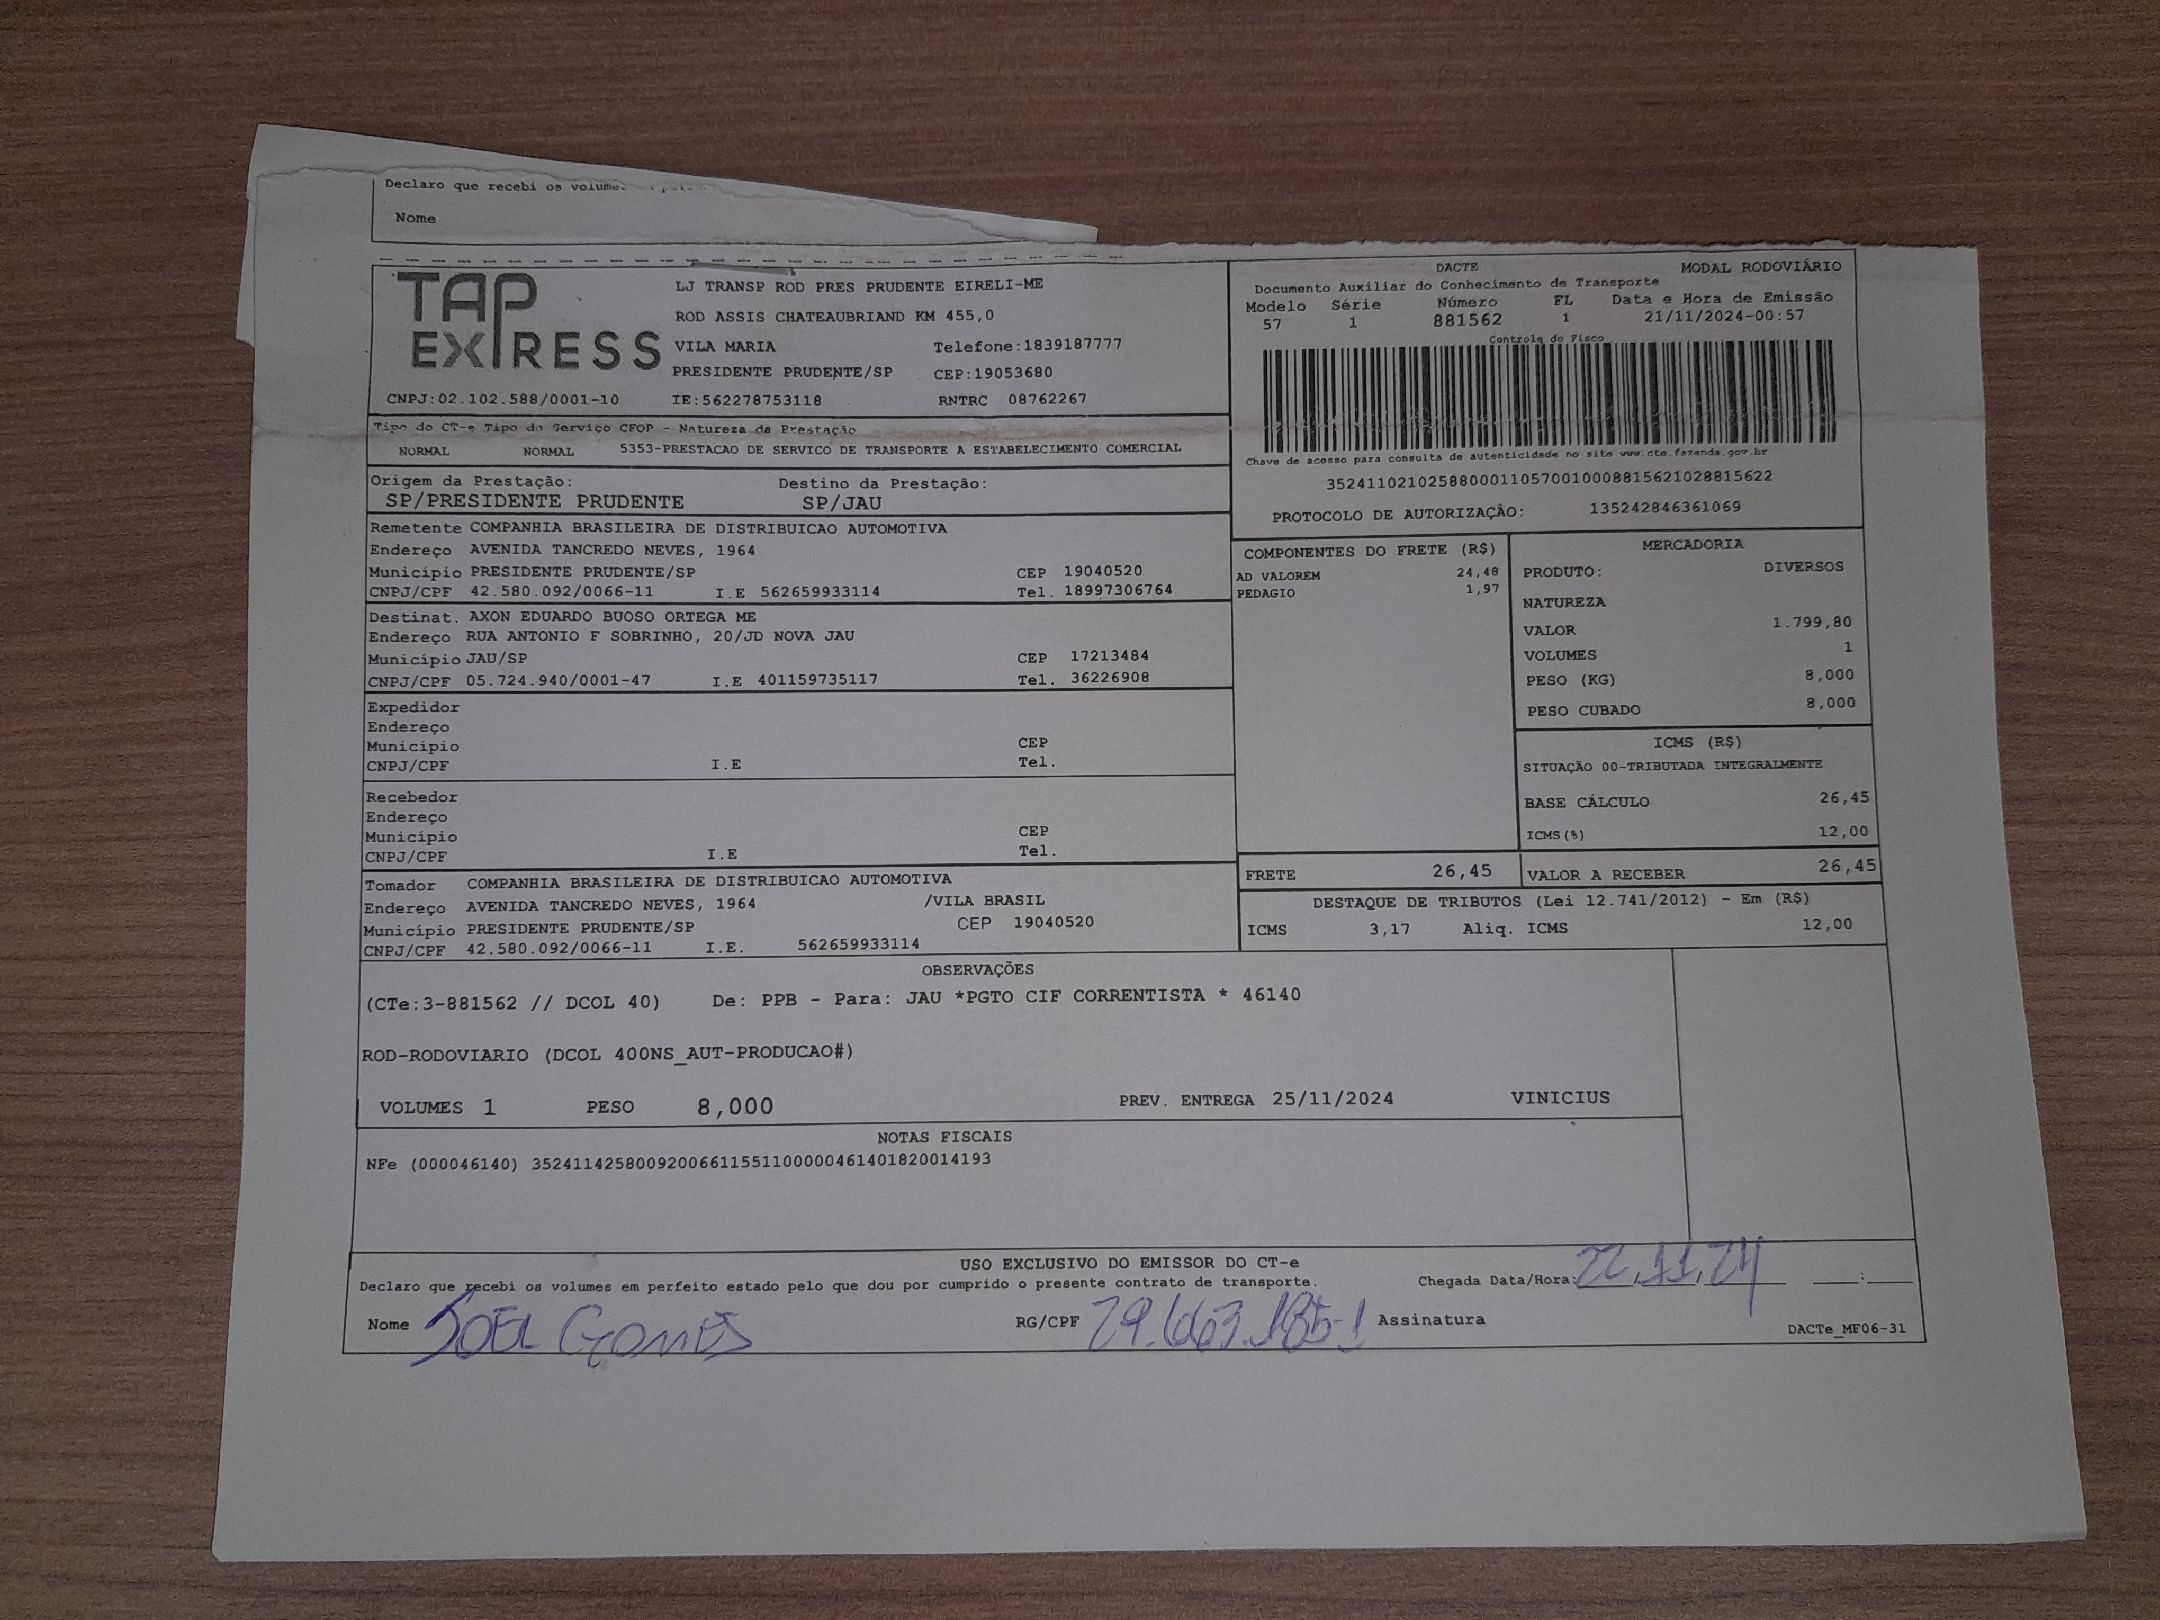 Declaro que recebi os
Nome
TAP
EXPRESS
LJ TRANSP ROD PRES PRUDENTE EIRELI-ME
ROD ASSIS CHATEAUBRIAND KM 455,0
VILA MARIA Telefone:1839187777
PRESIDENTE PRUDENTE/SP CEP:19053680
CNPJ:02.102.588/0001-10 IE:562278753118 RNTRC 08762267
DACTE MODAL RODOVIÁRIO
Documento Auxiliar do Conhecimento de Transporte
Modelo Série Número FL Data e Hora de Emissão
57 1 881562 1 21/11/2024-00:57
Controle do Fisco
Chave de acesso para consulta de autenticidade no site www.cte.fazenda.gov.br
35241102102588000110570010008815621028815622
PROTOCOLO DE AUTORIZAÇÃO: 135242846361069
Tipo do CT-e Tipo do Serviço CFOP - Natureza da Prestação
NORMAL NORMAL 5353-PRESTACAO DE SERVICO DE TRANSPORTE A ESTABELECIMENTO COMERCIAL
Origem da Prestação: Destino da Prestação:
SP/PRESIDENTE PRUDENTE SP/JAU
Remetente COMPANHIA BRASILEIRA DE DISTRIBUICAO AUTOMOTIVA
Endereço AVENIDA TANCREDO NEVES, 1964
Município PRESIDENTE PRUDENTE/SP CEP 19040520
CNPJ/CPF 42.580.092/0066-11 I.E 562659933114 Tel. 18997306764
Destinat. AXON EDUARDO BUOSO ORTEGA ME
Endereço RUA ANTONIO F SOBRINHO, 20/JD NOVA JAU
Município JAU/SP CEP 17213484
CNPJ/CPF 05.724.940/0001-47 I.E 401159735117 Tel. 36226908
Expedidor
Endereço
Município CEP
CNPJ/CPF I.E Tel.
Recebedor
Endereço
Município CEP
CNPJ/CPF I.E Tel.
Tomador COMPANHIA BRASILEIRA DE DISTRIBUICAO AUTOMOTIVA
Endereço AVENIDA TANCREDO NEVES, 1964 /VILA BRASIL
Município PRESIDENTE PRUDENTE/SP CEP 19040520
CNPJ/CPF 42.580.092/0066-11 I.E. 562659933114
COMPONENTES DO FRETE (R$)
AD VALOREM 24,48
PEDAGIO 1,97
MERCADORIA
PRODUTO: DIVERSOS
NATUREZA
VALOR 1.799,80
VOLUMES 1
PESO (KG) 8,000
PESO CUBADO 8,000
ICMS (R$)
SITUAÇÃO 00-TRIBUTADA INTEGRALMENTE
BASE CÁLCULO 26,45
ICMS(%) 12,00
FRETE 26,45 VALOR A RECEBER 26,45
DESTAQUE DE TRIBUTOS (Lei 12.741/2012) - Em (R$)
ICMS 3,17 Aliq. ICMS 12,00
OBSERVAÇÕES
(CTe:3-881562 // DCOL 40) De: PPB - Para: JAU *PGTO CIF CORRENTISTA * 46140
ROD-RODOVIARIO (DCOL 400NS_AUT-PRODUCAO#)
VOLUMES 1 PESO 8,000 PREV. ENTREGA 25/11/2024 VINICIUS
NOTAS FISCAIS
NFe (000046140) 35241142580092006611551100000461401820014193
USO EXCLUSIVO DO EMISSOR DO CT-e
Declaro que recebi os volumes em perfeito estado pelo que dou por cumprido o presente contrato de transporte. Chegada Data/Hora: 22.11.24 ____:____
Nome JOEL GOMES RG/CPF 29.663.185-1 Assinatura
DACTe_MF06-31